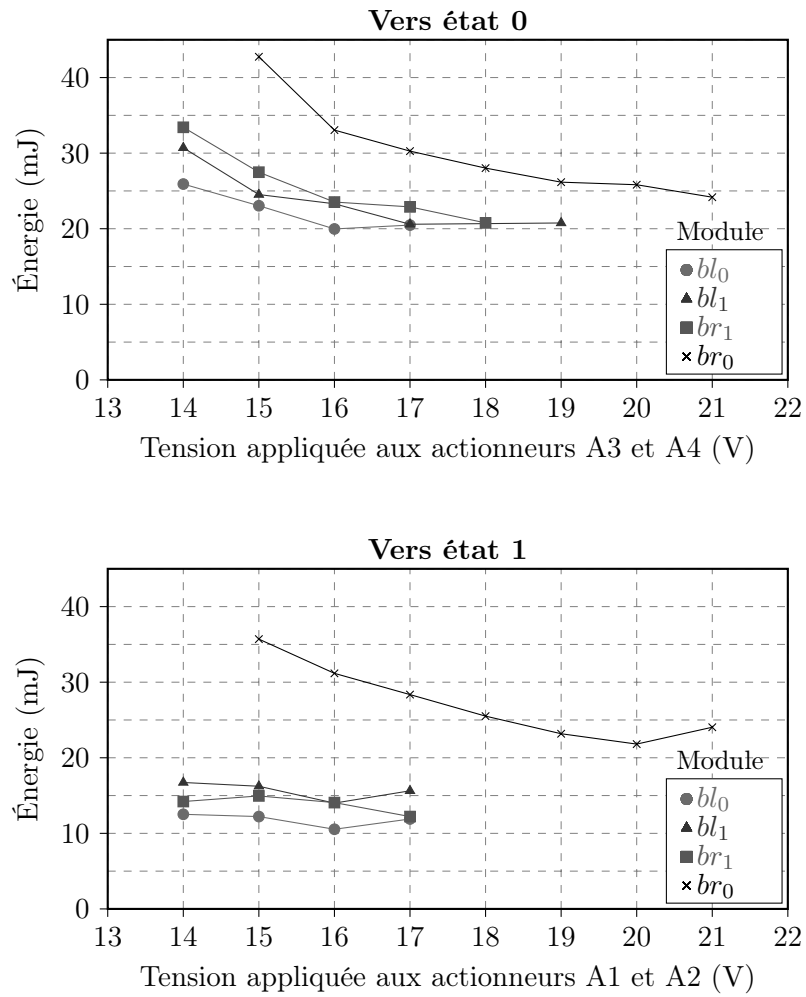 Vers état 0
40
30
20
10
0
Énergie (mJ)
Module
bl0
bl1
br1
br0
13 14 15 16 17 18 19 20 21 22
Tension appliquée aux actionneurs A3 et A4 (V)
Vers état 1
40
30
20
10
0
Énergie (mJ)
Module
bl0
bl1
br1
br0
13 14 15 16 17 18 19 20 21 22
Tension appliquée aux actionneurs A1 et A2 (V)